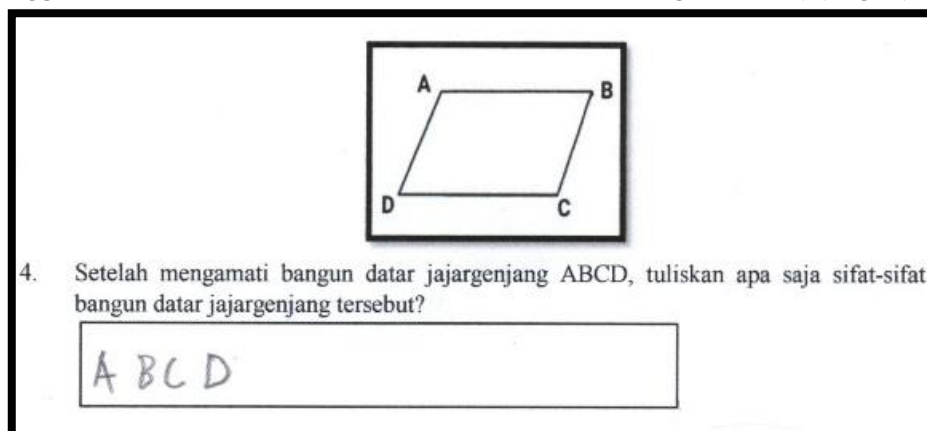 A B
D C
4. Setelah mengamati bangun datar jajargenjang ABCD, tuliskan apa saja sifat-sifat
bangun datar jajargenjang tersebut?
A B C D